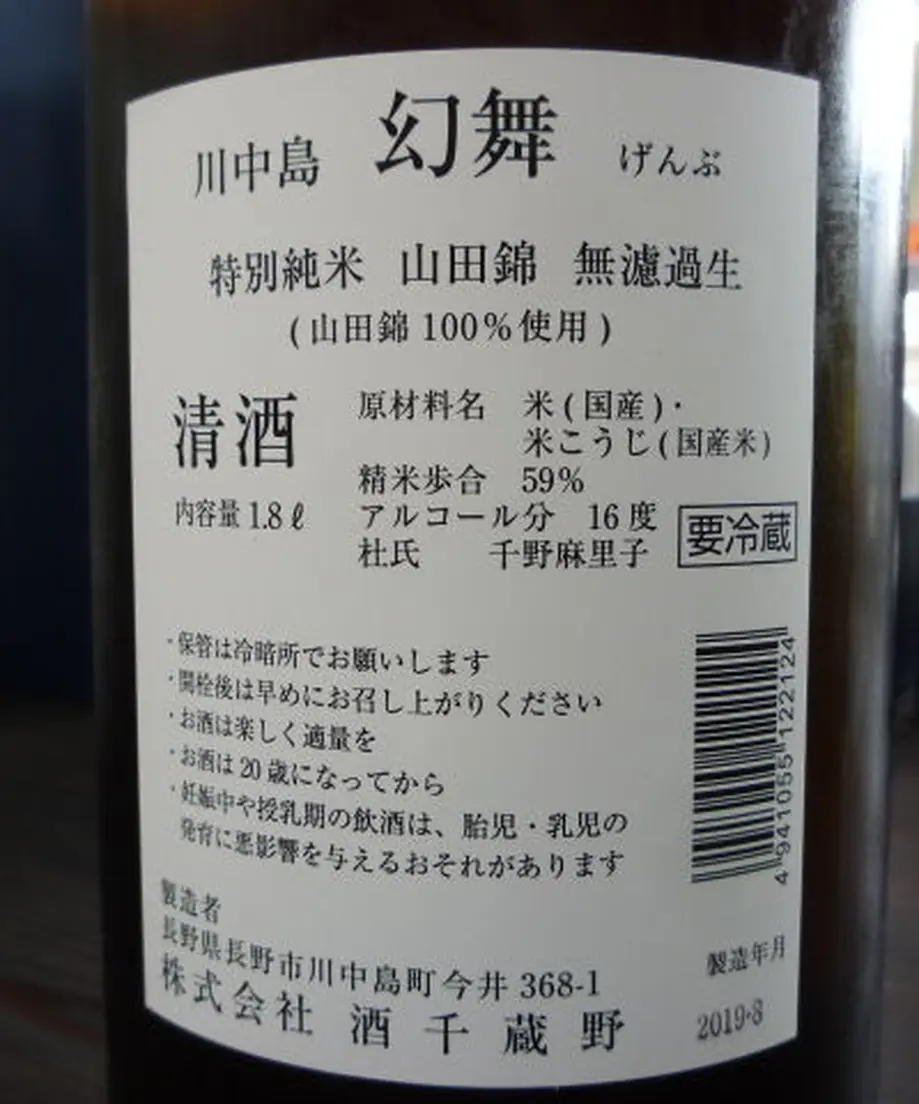 川中島 幻舞 げんぶ
特別純米 山田錦 無濾過生
(山田錦100%使用)
清酒
内容量 1.8ℓ
原材料名 米(国産)・
米こうじ(国産米)
精米歩合 59%
アルコール分 16度
杜氏 千野麻里子
要冷蔵
・保管は冷暗所でお願いします
・開栓後は早めにお召し上がりください
・お酒は楽しく適量を
・お酒は20歳になってから
・妊娠中や授乳期の飲酒は、胎児・乳児の
発育に悪影響を与えるおそれがあります
4941055122124
製造者
長野県長野市川中島町今井368-1
株式会社 酒千蔵野
製造年月
2019·8